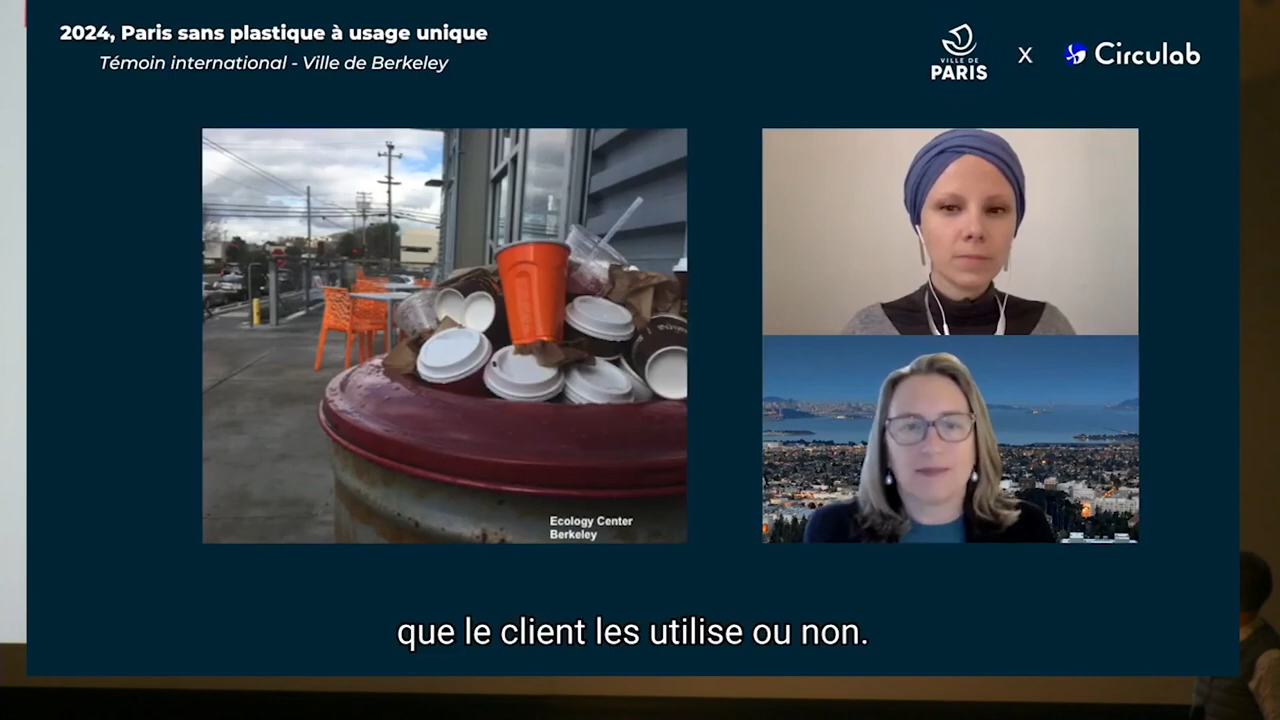 2024, Paris sans plastique à usage unique
Témoin international - Ville de Berkeley
VILLE DE
PARIS
X
Circulab
Ecology Center
Berkeley
que le client les utilise ou non.